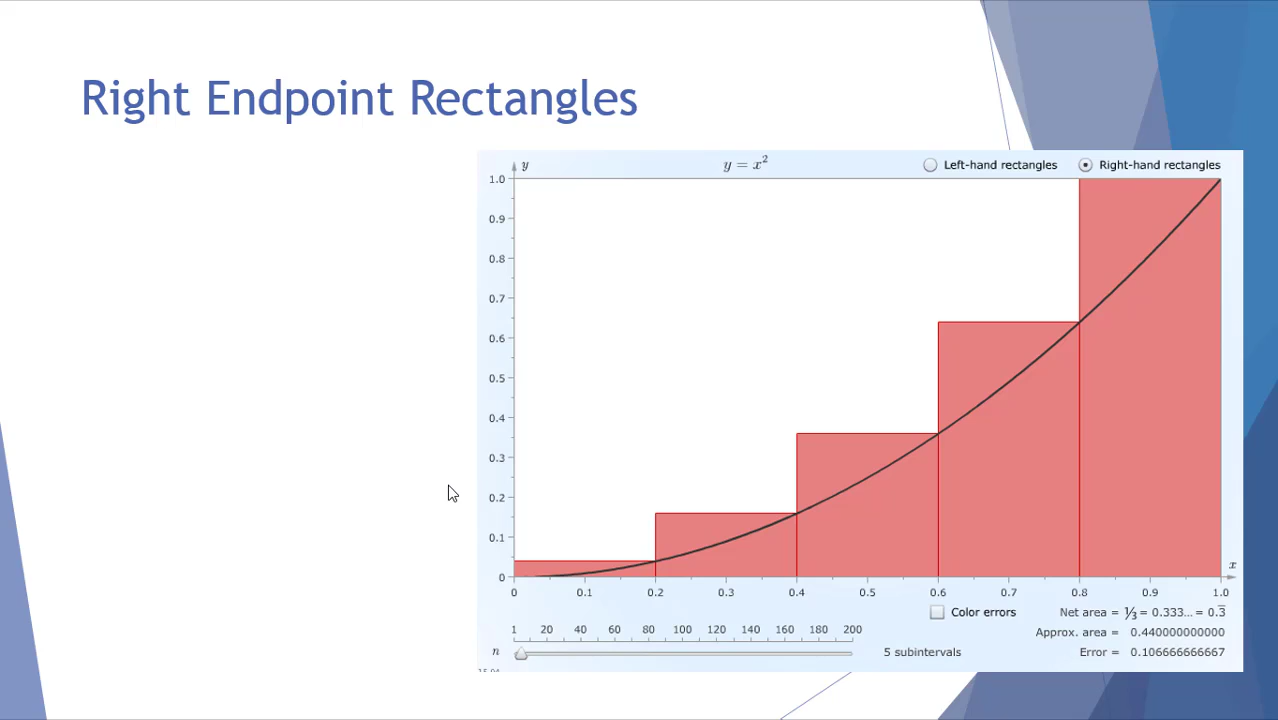 Right Endpoint Rectangles
y
y = x²
Left-hand rectangles
Right-hand rectangles
1.0
0.9
0.8
0.7
0.6
0.5
0.4
0.3
0.2
0.1
0
x
0 0.1 0.2 0.3 0.4 0.5 0.6 0.7 0.8 0.9 1.0
Color errors
Net area = ⅓ = 0.333... = 0.3̅
1 20 40 60 80 100 120 140 160 180 200
Approx. area = 0.440000000000
n
5 subintervals
Error = 0.106666666667